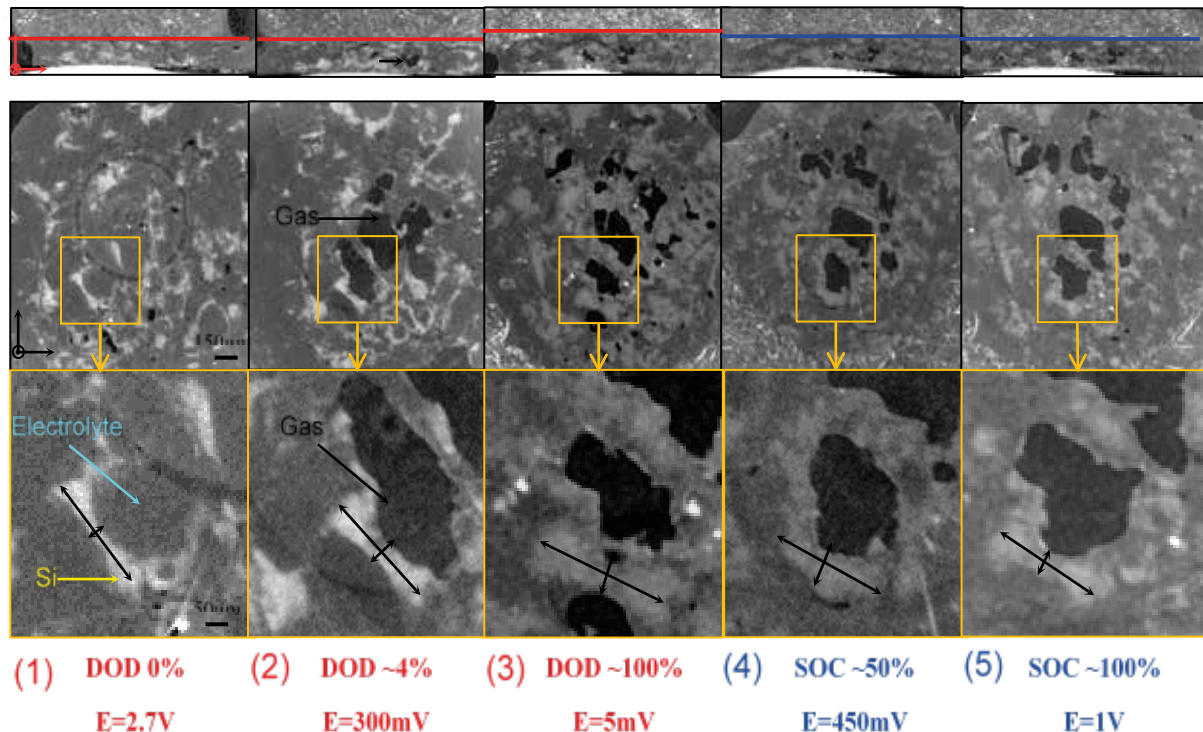 Gas
150µm
Electrolyte
Gas
Si
50µm
(1) DOD 0%
(2) DOD ~4%
(3) DOD ~100%
(4) SOC ~50%
(5) SOC ~100%
E=2.7V
E=300mV
E=5mV
E=450mV
E=1V